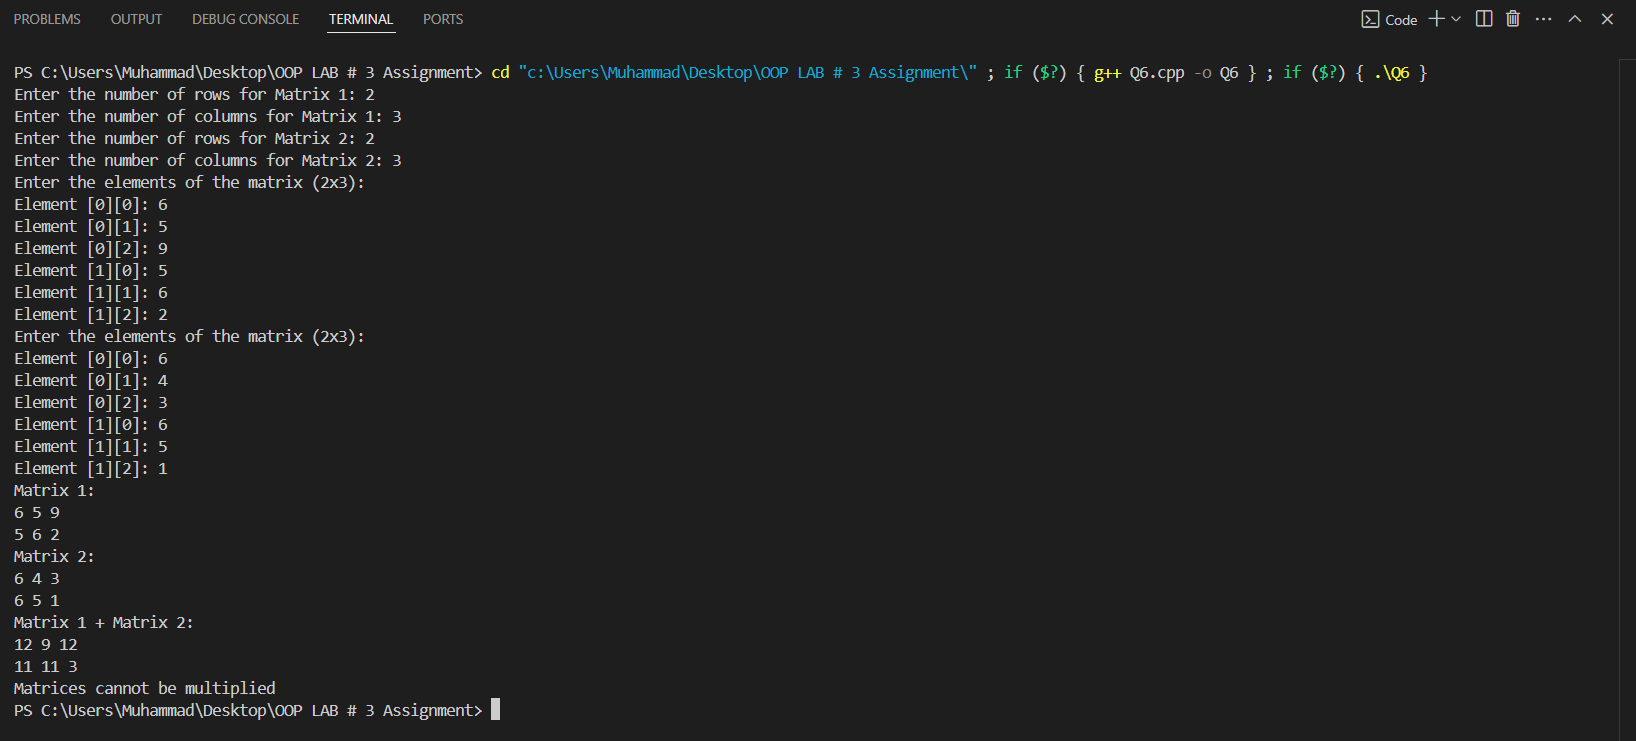 PROBLEMS OUTPUT DEBUG CONSOLE TERMINAL PORTS Code
PS C:\Users\Muhammad\Desktop\OOP LAB # 3 Assignment> cd "c:\Users\Muhammad\Desktop\OOP LAB # 3 Assignment\" ; if ($?) { g++ Q6.cpp -o Q6 } ; if ($?) { .\Q6 }
Enter the number of rows for Matrix 1: 2
Enter the number of columns for Matrix 1: 3
Enter the number of rows for Matrix 2: 2
Enter the number of columns for Matrix 2: 3
Enter the elements of the matrix (2x3):
Element [0][0]: 6
Element [0][1]: 5
Element [0][2]: 9
Element [1][0]: 5
Element [1][1]: 6
Element [1][2]: 2
Enter the elements of the matrix (2x3):
Element [0][0]: 6
Element [0][1]: 4
Element [0][2]: 3
Element [1][0]: 6
Element [1][1]: 5
Element [1][2]: 1
Matrix 1:
6 5 9
5 6 2
Matrix 2:
6 4 3
6 5 1
Matrix 1 + Matrix 2:
12 9 12
11 11 3
Matrices cannot be multiplied
PS C:\Users\Muhammad\Desktop\OOP LAB # 3 Assignment>